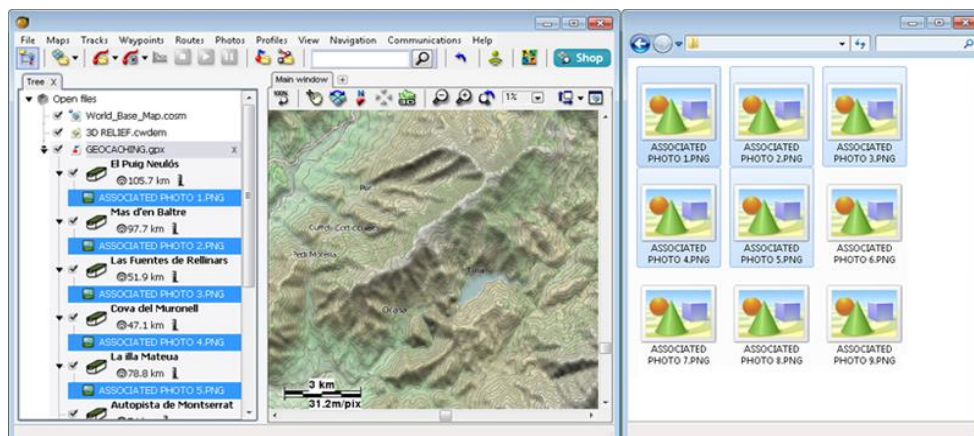 File Maps Tracks Waypoints Routes Photos Profiles View Navigation Communications Help
Shop
Tree X
Open files
World_Base_Map.cosm
3D RELIEF.cwdem
GEOCACHING.gpx x
El Puig Neulós
105.7 km
ASSOCIATED PHOTO 1.PNG
Mas d'en Baltre
97.7 km
ASSOCIATED PHOTO 2.PNG
Las Fuentes de Rellinars
51.9 km
ASSOCIATED PHOTO 3.PNG
Cova del Muronell
47.1 km
ASSOCIATED PHOTO 4.PNG
La illa Mateua
78.8 km
ASSOCIATED PHOTO 5.PNG
Autopista de Montserrat
Main window
100%
1%
Orcana
3 km
31.2m/pix
ASSOCIATED
PHOTO 1.PNG
ASSOCIATED
PHOTO 2.PNG
ASSOCIATED
PHOTO 3.PNG
ASSOCIATED
PHOTO 4.PNG
ASSOCIATED
PHOTO 5.PNG
ASSOCIATED
PHOTO 6.PNG
ASSOCIATED
PHOTO 7.PNG
ASSOCIATED
PHOTO 8.PNG
ASSOCIATED
PHOTO 9.PNG